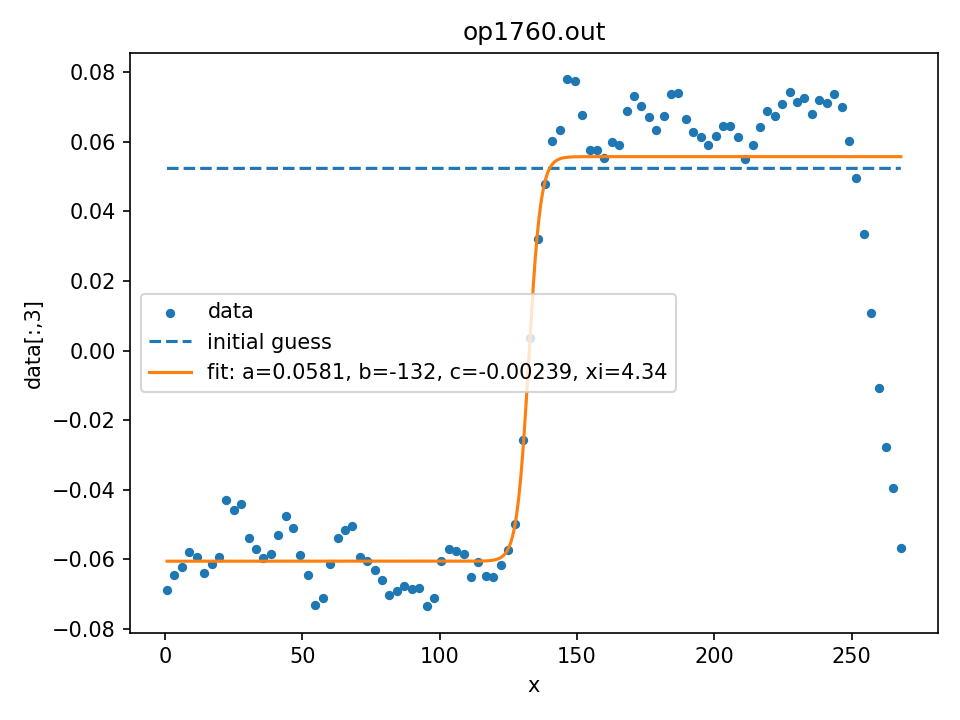 op1760.out
0.08
0.06
0.04
0.02
0.00
−0.02
−0.04
−0.06
−0.08
data[:,3]
data
initial guess
fit: a=0.0581, b=-132, c=-0.00239, xi=4.34
0 50 100 150 200 250
x